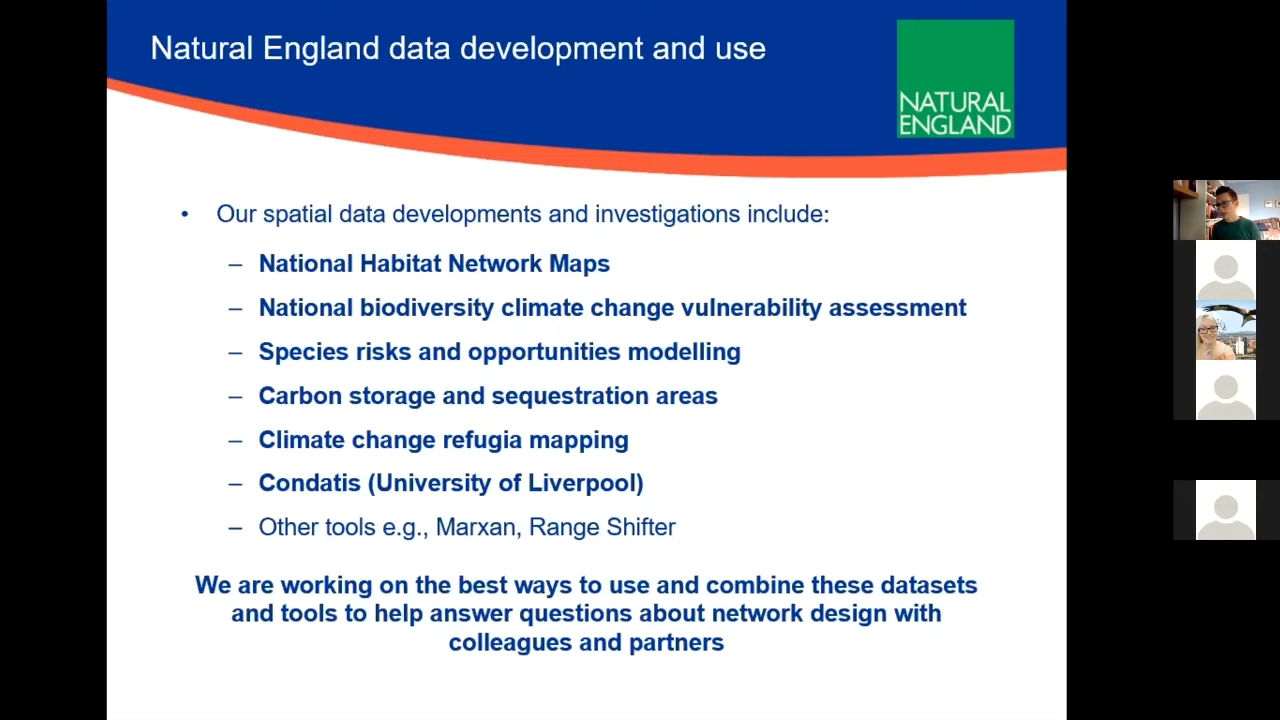 Natural England data development and use
NATURAL
ENGLAND
• Our spatial data developments and investigations include:
– National Habitat Network Maps
– National biodiversity climate change vulnerability assessment
– Species risks and opportunities modelling
– Carbon storage and sequestration areas
– Climate change refugia mapping
– Condatis (University of Liverpool)
– Other tools e.g., Marxan, Range Shifter
We are working on the best ways to use and combine these datasets
and tools to help answer questions about network design with
colleagues and partners